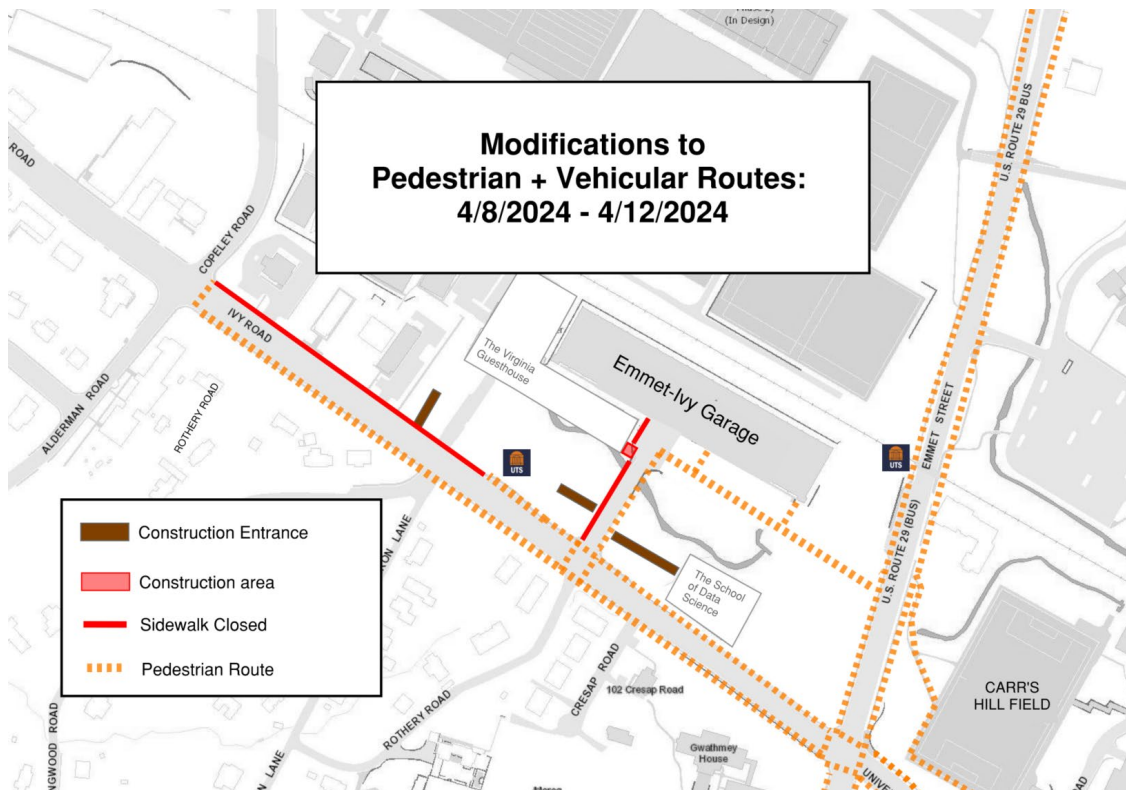 (In Design)
U.S. ROUTE 29 BUS
Modifications to
Pedestrian + Vehicular Routes:
4/8/2024 - 4/12/2024
ROAD
COPELEY ROAD
IVY ROAD
ALDERMAN ROAD
ROTHERY ROAD
The Virginia
Guesthouse
Emmet-Ivy Garage
EMMET STREET
UTS
UTS
U.S. ROUTE 29 (BUS)
Construction Entrance
Construction area
Sidewalk Closed
Pedestrian Route
LANE
The School
of Data
Science
CARR'S
HILL FIELD
102 Cresap Road
CRESAP ROAD
ROTHERY ROAD
Gwathmey
House
ROAD
LANE